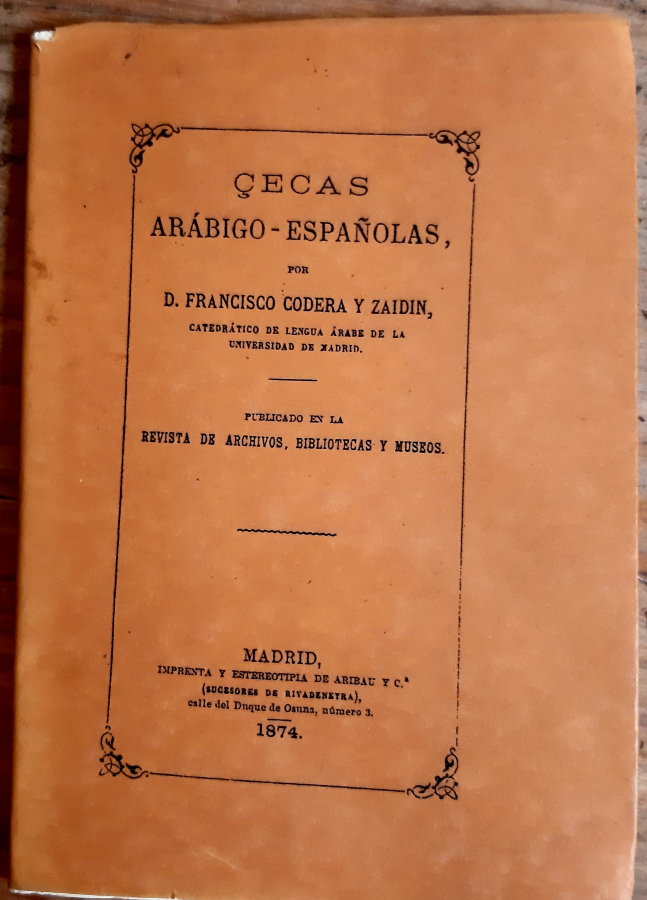 ÇECAS
ARÁBIGO-ESPAÑOLAS,
POR
D. FRANCISCO CODERA Y ZAIDIN,
CATEDRÁTICO DE LENGUA ÁRABE DE LA
UNIVERSIDAD DE MADRID.
PUBLICADO EN LA
REVISTA DE ARCHIVOS, BIBLIOTECAS Y MUSEOS.
MADRID,
IMPRENTA Y ESTEREOTIPIA DE ARIBAU Y C.ª
(SUCESORES DE RIVADENEYRA),
calle del Duque de Osuna, número 3.
1874.